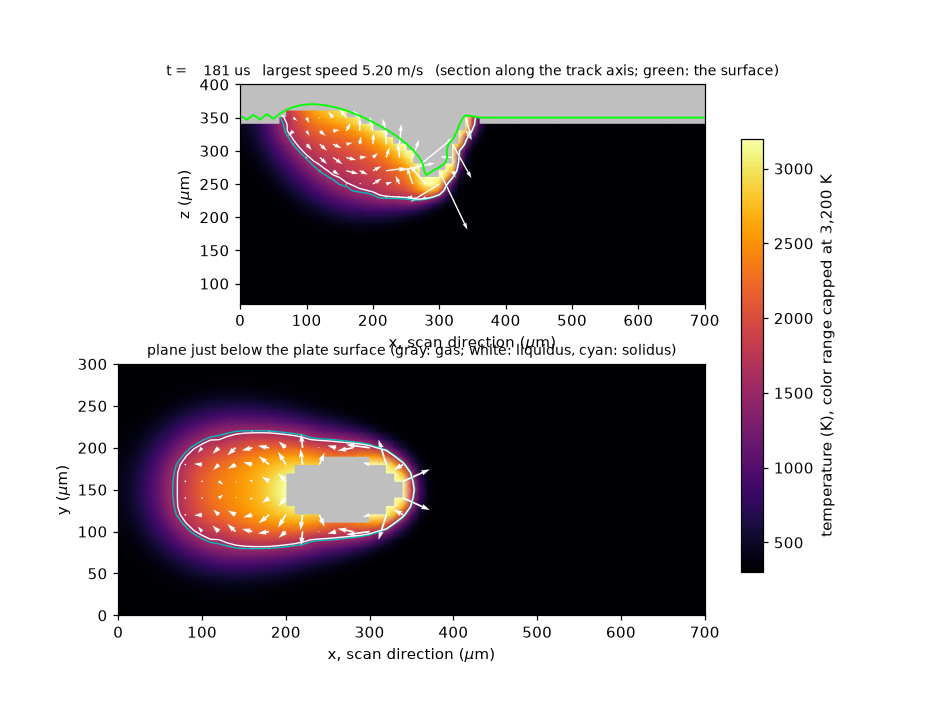 t =    181 us   largest speed 5.20 m/s   (section along the track axis; green: the surface)
400
350
300
250
200
150
100
z (μm)
0 100 200 300 400 500 600 700
x, scan direction (μm)
plane just below the plate surface (gray: gas; white: liquidus, cyan: solidus)
300
250
200
150
100
50
0
y (μm)
0 100 200 300 400 500 600 700
x, scan direction (μm)
3000
2500
2000
1500
1000
500
temperature (K), color range capped at 3,200 K